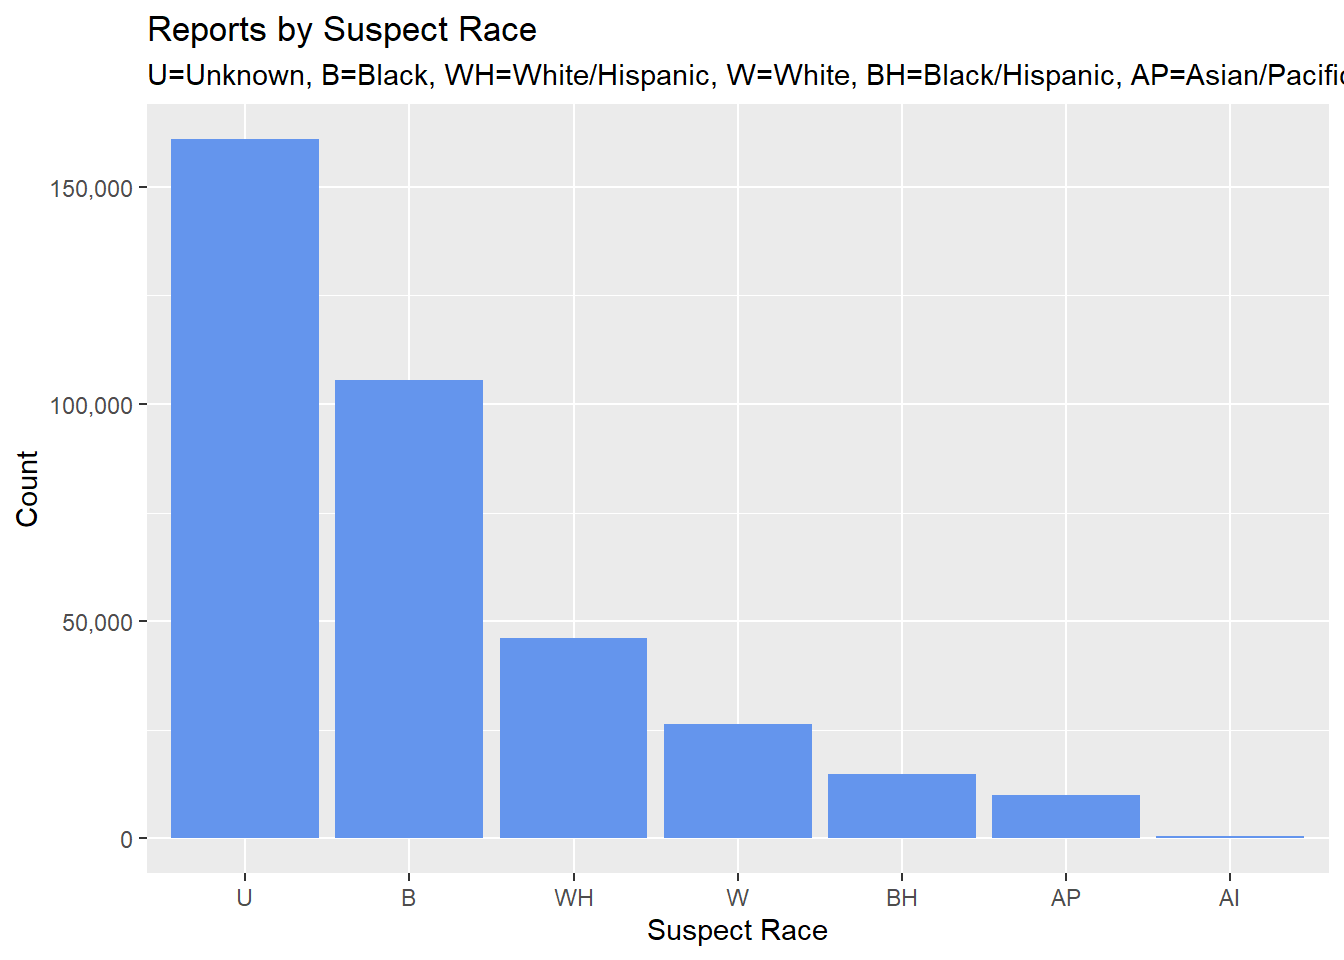 Reports by Suspect Race
U=Unknown, B=Black, WH=White/Hispanic, W=White, BH=Black/Hispanic, AP=Asian/Pacific
150,000
100,000
50,000
0
Count
U B WH W BH AP AI
Suspect Race